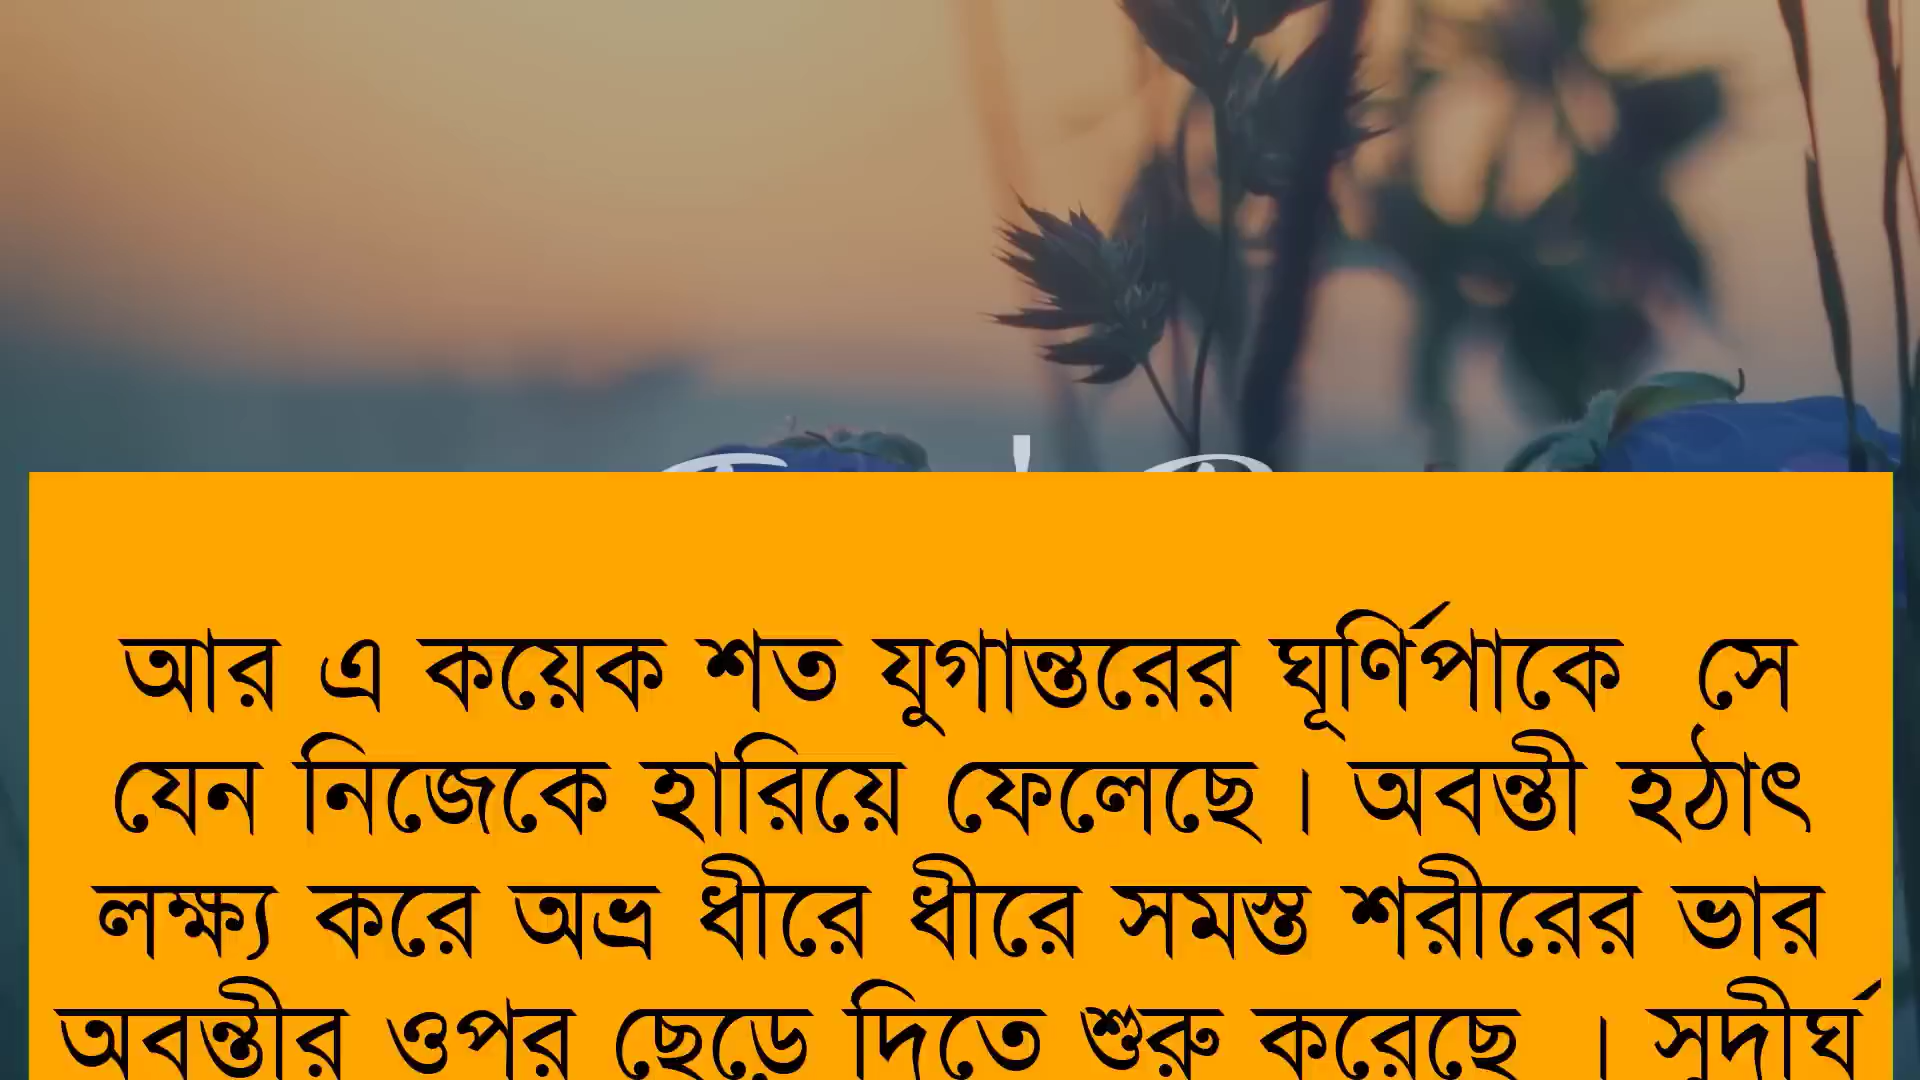 আর এ কয়েক শত যুগান্তরের ঘূর্ণিপাকে  সে
যেন নিজেকে হারিয়ে ফেলেছে। অবন্তী হঠাৎ
লক্ষ্য করে অভ্র ধীরে ধীরে সমস্ত শরীরের ভার
অবন্তীর ওপর ছেড়ে দিতে শুরু করেছে । সুদীর্ঘ